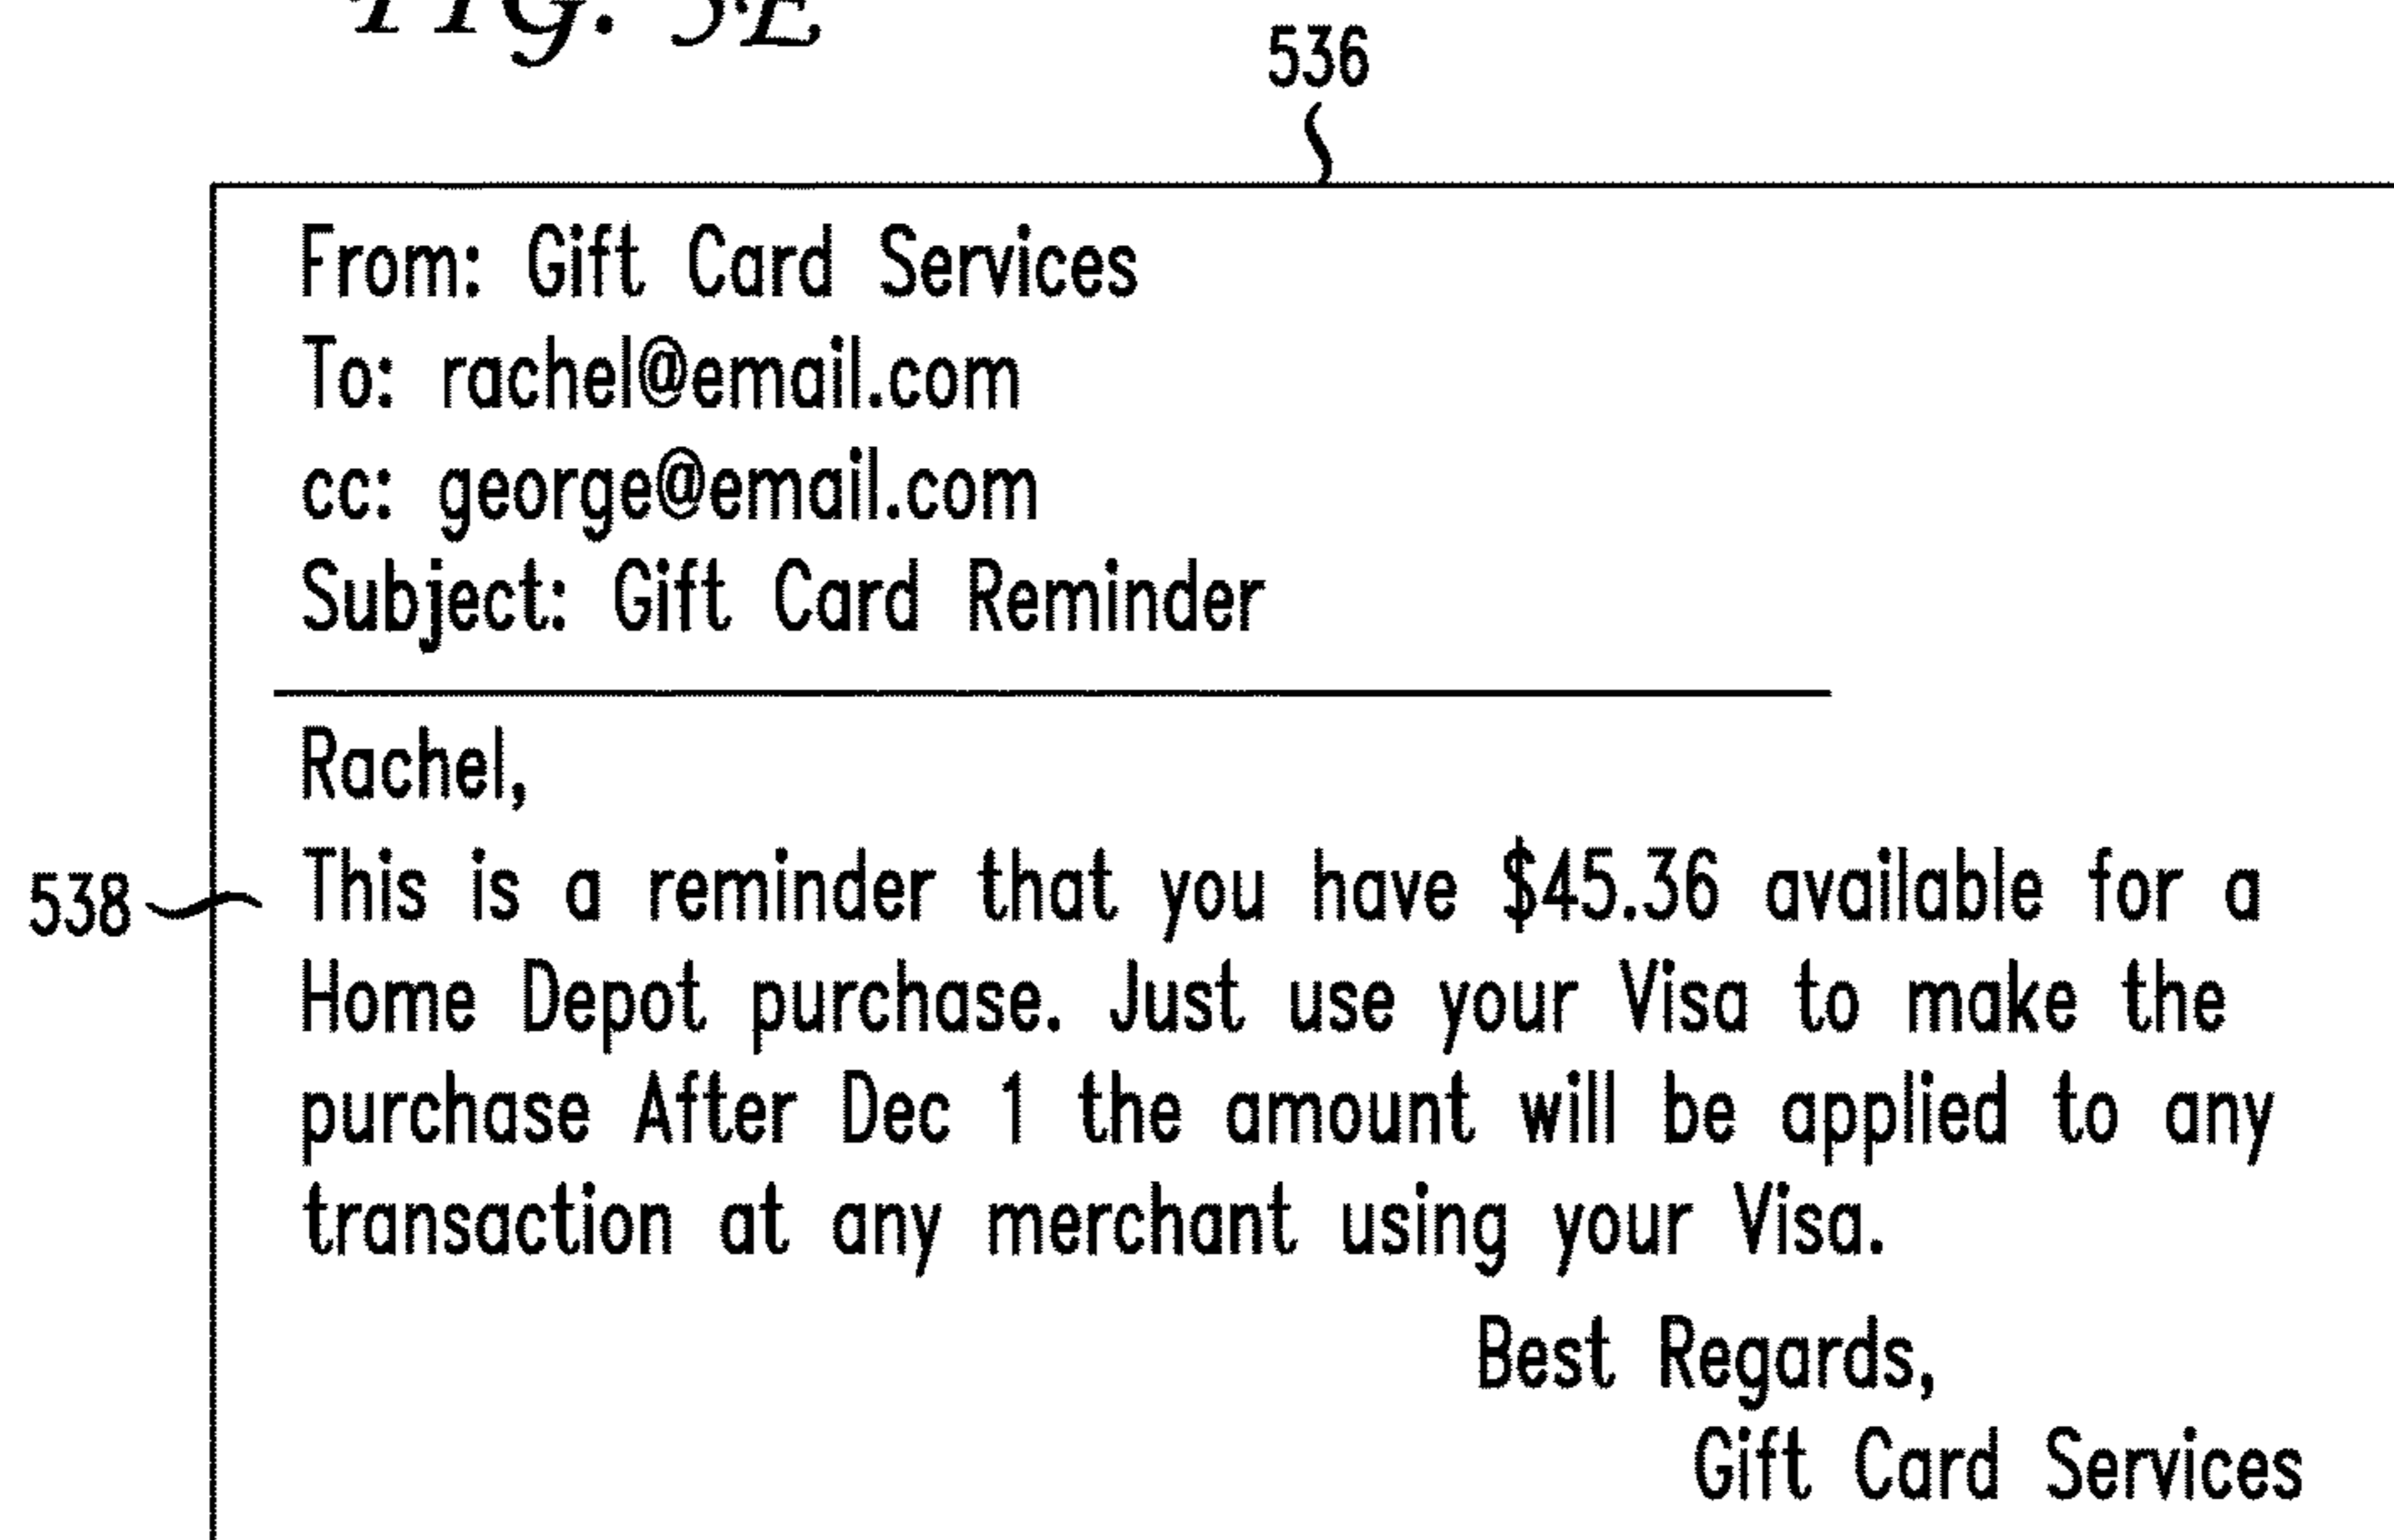 FIG. 5E
536
From: Gift Card Services
To: rachel@email.com
cc: george@email.com
Subject: Gift Card Reminder
Rachel,
538
This is a reminder that you have $45.36 available for a
Home Depot purchase. Just use your Visa to make the
purchase After Dec 1 the amount will be applied to any
transaction at any merchant using your Visa.
Best Regards,
Gift Card Services